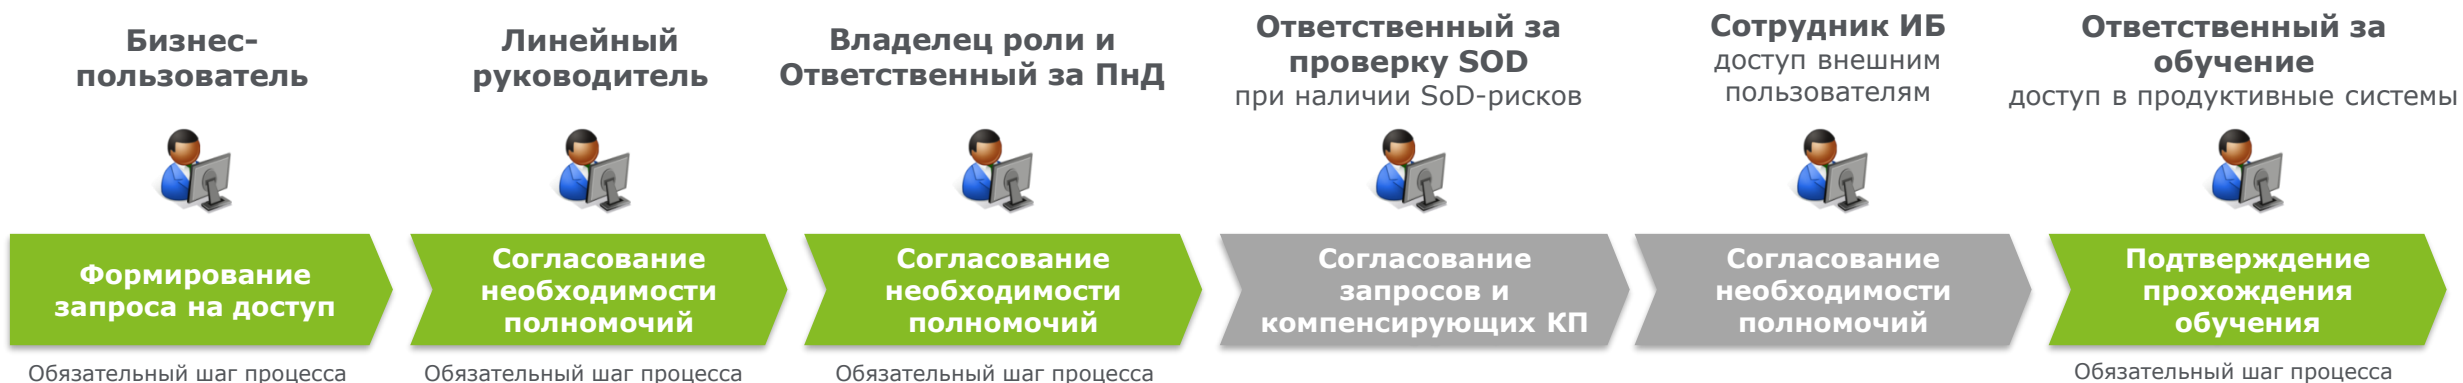 Бизнес-
пользователь
Линейный
руководитель
Владелец роли и
Ответственный за ПнД
Ответственный за
проверку SOD
при наличии SoD-рисков
Сотрудник ИБ
доступ внешним
пользователям
Ответственный за
обучение
доступ в продуктивные системы
Формирование
запроса на доступ
Согласование
необходимости
полномочий
Согласование
необходимости
полномочий
Согласование
запросов и
компенсирующих КП
Согласование
необходимости
полномочий
Подтверждение
прохождения
обучения
Обязательный шаг процесса
Обязательный шаг процесса
Обязательный шаг процесса
Обязательный шаг процесса